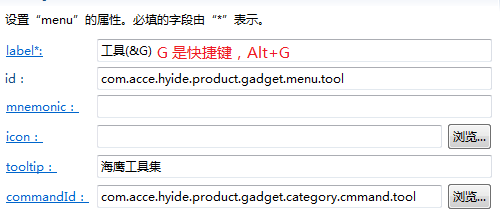 设置“menu”的属性。必填的字段由“*”表示。
label*: 工具(&G) G 是快捷键，Alt+G
id： com.acce.hyide.product.gadget.menu.tool
mnemonic：
icon： 浏览...
tooltip： 海鹰工具集
commandId： com.acce.hyide.product.gadget.category.cmmand.tool 浏览...